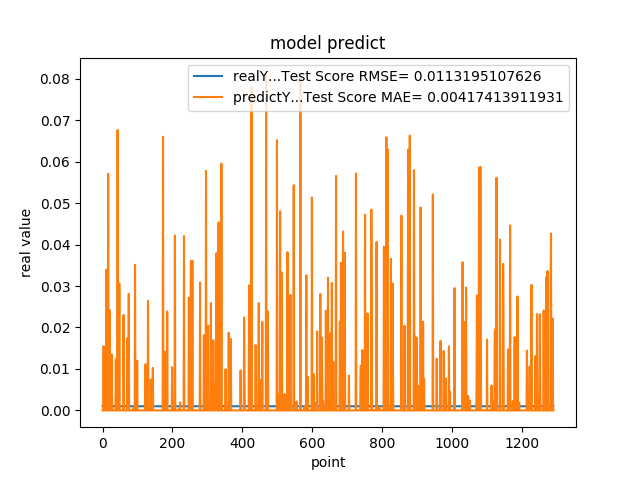 model predict
realY...Test Score RMSE= 0.0113195107626
predictY...Test Score MAE= 0.00417413911931
0.08
0.07
0.06
0.05
0.04
0.03
0.02
0.01
0.00
real value
0 200 400 600 800 1000 1200
point